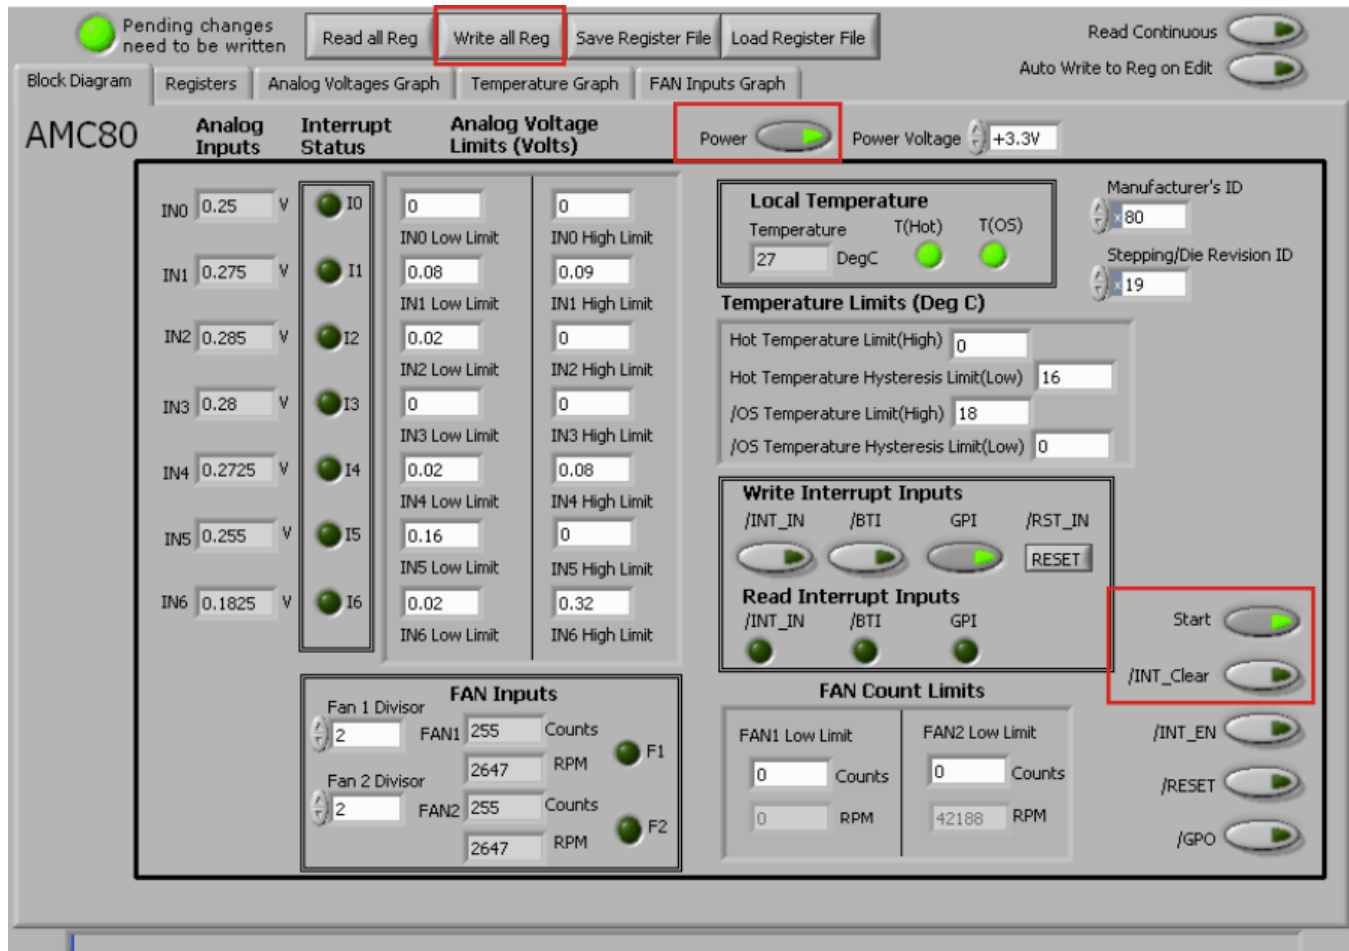 Pending changes
need to be written
Read all Reg
Write all Reg
Save Register File
Load Register File
Read Continuous
Auto Write to Reg on Edit
Block Diagram
Registers
Analog Voltages Graph
Temperature Graph
FAN Inputs Graph
AMC80
Analog
Inputs
Interrupt
Status
Analog Voltage
Limits (Volts)
Power
Power Voltage
+3.3V
IN0 0.25 V
I0
0
IN0 Low Limit
0
IN0 High Limit
IN1 0.275 V
I1
0.08
IN1 Low Limit
0.09
IN1 High Limit
IN2 0.285 V
I2
0.02
IN2 Low Limit
0
IN2 High Limit
IN3 0.28 V
I3
0
IN3 Low Limit
0
IN3 High Limit
IN4 0.2725 V
I4
0.02
IN4 Low Limit
0.08
IN4 High Limit
IN5 0.255 V
I5
0.16
IN5 Low Limit
0
IN5 High Limit
IN6 0.1825 V
I6
0.02
IN6 Low Limit
0.32
IN6 High Limit
Local Temperature
Temperature
T(Hot)
T(OS)
27 DegC
Manufacturer's ID
x 80
Stepping/Die Revision ID
x 19
Temperature Limits (Deg C)
Hot Temperature Limit(High) 0
Hot Temperature Hysteresis Limit(Low) 16
/OS Temperature Limit(High) 18
/OS Temperature Hysteresis Limit(Low) 0
Write Interrupt Inputs
/INT_IN
/BTI
GPI
/RST_IN
RESET
Read Interrupt Inputs
/INT_IN
/BTI
GPI
Start
/INT_Clear
/INT_EN
/RESET
/GPO
FAN Inputs
Fan 1 Divisor
2
FAN1 255 Counts
2647 RPM
F1
Fan 2 Divisor
2
FAN2 255 Counts
2647 RPM
F2
FAN Count Limits
FAN1 Low Limit
0 Counts
0 RPM
FAN2 Low Limit
0 Counts
42188 RPM